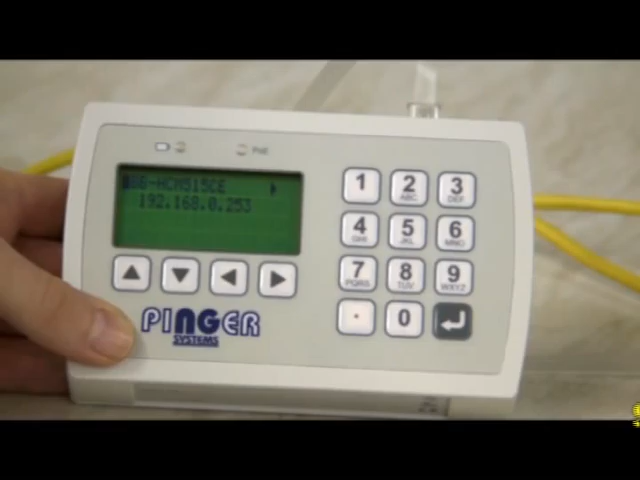 PoE
192.168.0.253
1 2 ABC 3 DEF
4 GHI 5 JKL 6 MNO
7 PQRS 8 TUV 9 WXYZ
. 0
PINGER
SYSTEMS